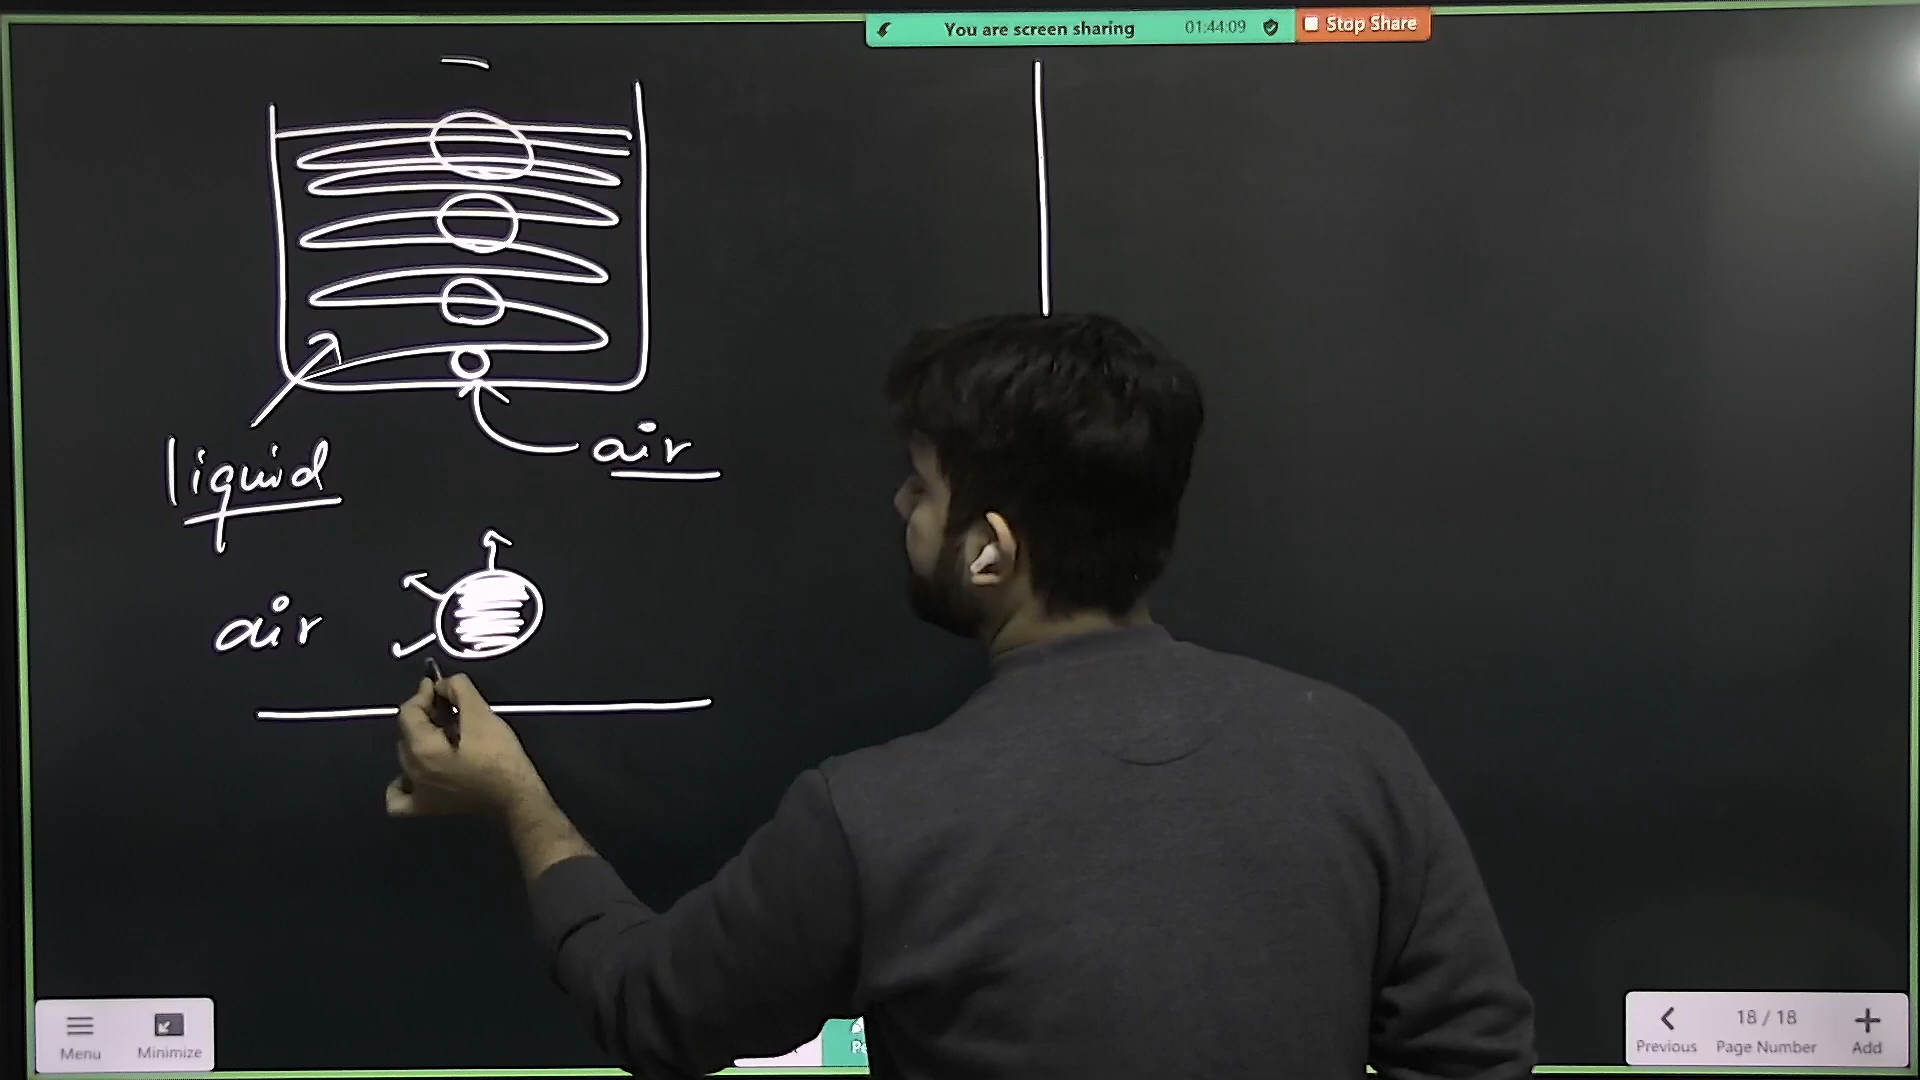 You are screen sharing 01:44:09 Stop Share
air
liquid
air
Menu
Minimize
18 / 18
Previous Page Number Add